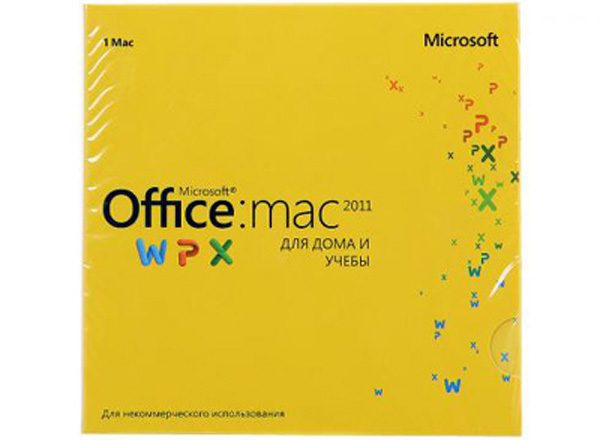 1 Mac
Microsoft
Microsoft®
Office:mac 2011
W P X
ДЛЯ ДОМА И
УЧЕБЫ
Для некоммерческого использования